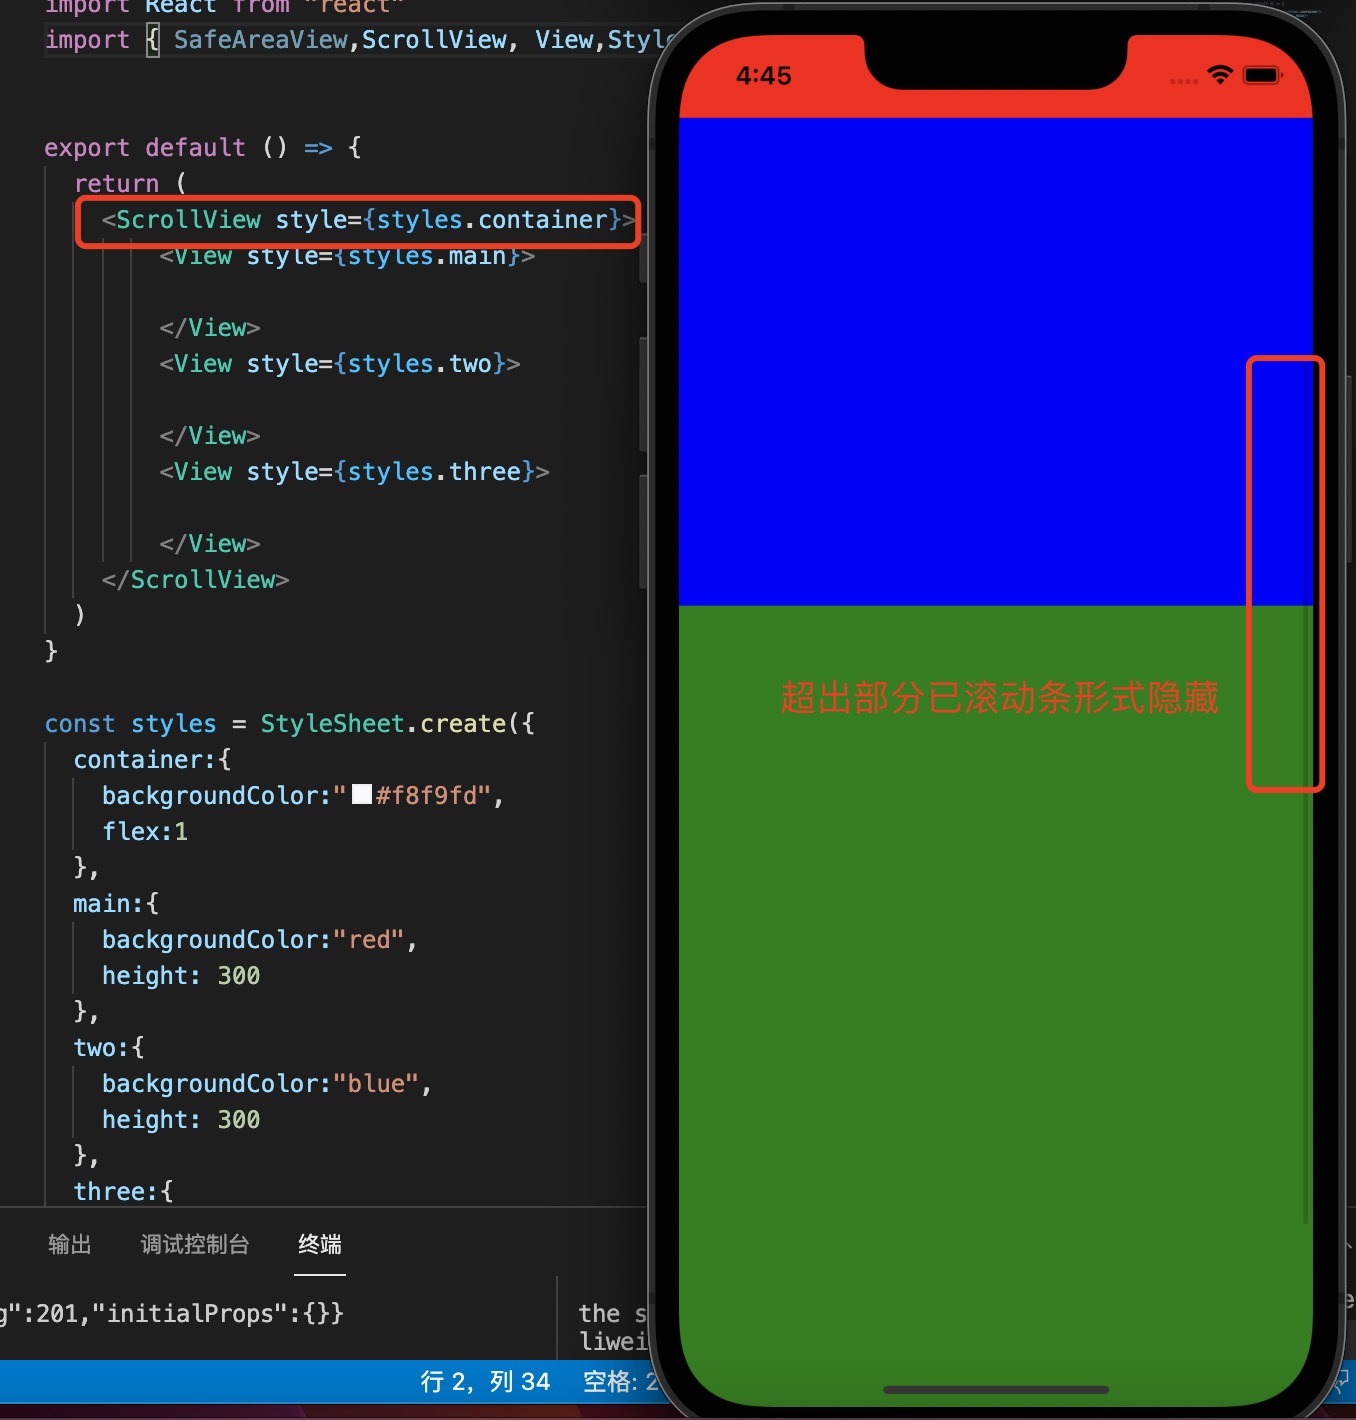 import React from "react"
import { SafeAreaView,ScrollView, View,Style
export default () => {
return (
<ScrollView style={styles.container}>
<View style={styles.main}>
</View>
<View style={styles.two}>
</View>
<View style={styles.three}>
</View>
</ScrollView>
)
}
const styles = StyleSheet.create({
container:{
backgroundColor:"#f8f9fd",
flex:1
},
main:{
backgroundColor:"red",
height: 300
},
two:{
backgroundColor:"blue",
height: 300
},
three:{
输出 调试控制台 终端
g":201,"initialProps":{}}
the s
liwei
行 2，列 34 空格: 2
4:45
超出部分已滚动条形式隐藏